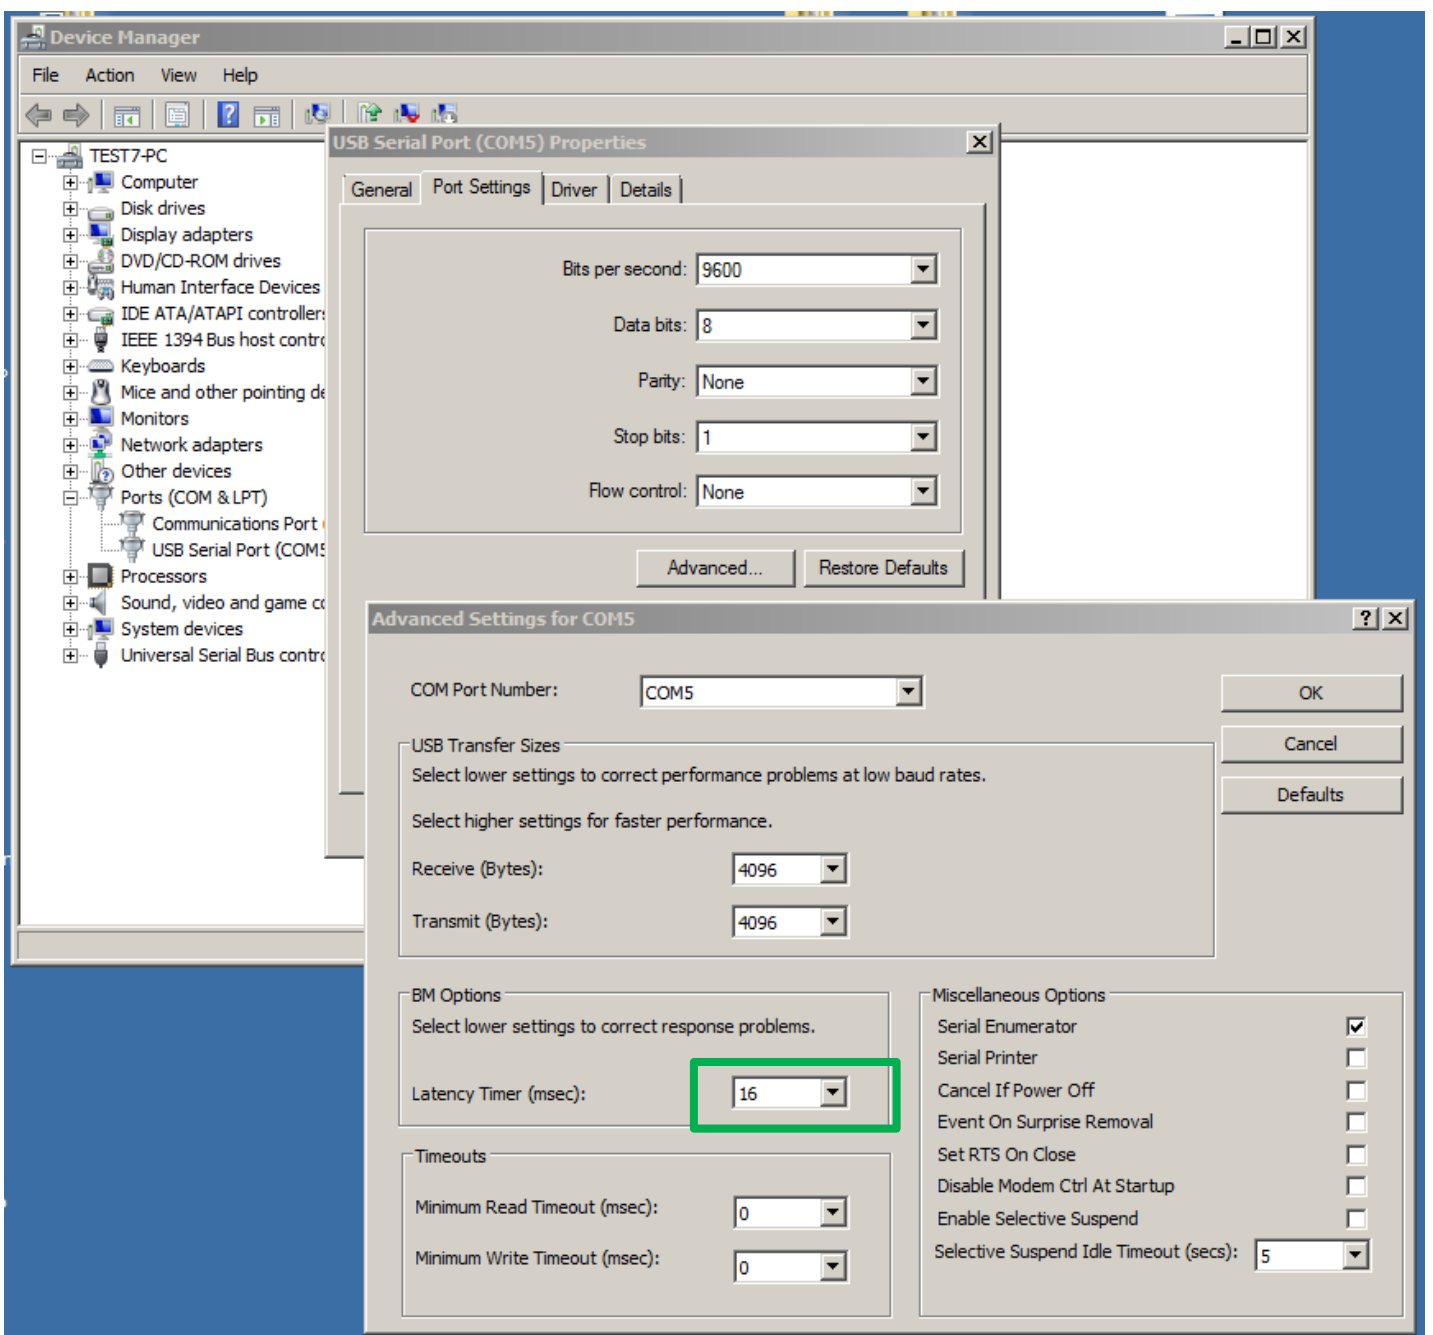 Device Manager
File Action View Help
TEST7-PC
Computer
Disk drives
Display adapters
DVD/CD-ROM drives
Human Interface Devices
IDE ATA/ATAPI controller
IEEE 1394 Bus host contr
Keyboards
Mice and other pointing de
Monitors
Network adapters
Other devices
Ports (COM & LPT)
Communications Port
USB Serial Port (COM5
Processors
Sound, video and game co
System devices
Universal Serial Bus contro
USB Serial Port (COM5) Properties
General Port Settings Driver Details
Bits per second: 9600
Data bits: 8
Parity: None
Stop bits: 1
Flow control: None
Advanced... Restore Defaults
Advanced Settings for COM5
COM Port Number: COM5
OK
Cancel
Defaults
USB Transfer Sizes
Select lower settings to correct performance problems at low baud rates.
Select higher settings for faster performance.
Receive (Bytes): 4096
Transmit (Bytes): 4096
BM Options
Select lower settings to correct response problems.
Latency Timer (msec): 16
Timeouts
Minimum Read Timeout (msec): 0
Minimum Write Timeout (msec): 0
Miscellaneous Options
Serial Enumerator
Serial Printer
Cancel If Power Off
Event On Surprise Removal
Set RTS On Close
Disable Modem Ctrl At Startup
Enable Selective Suspend
Selective Suspend Idle Timeout (secs): 5